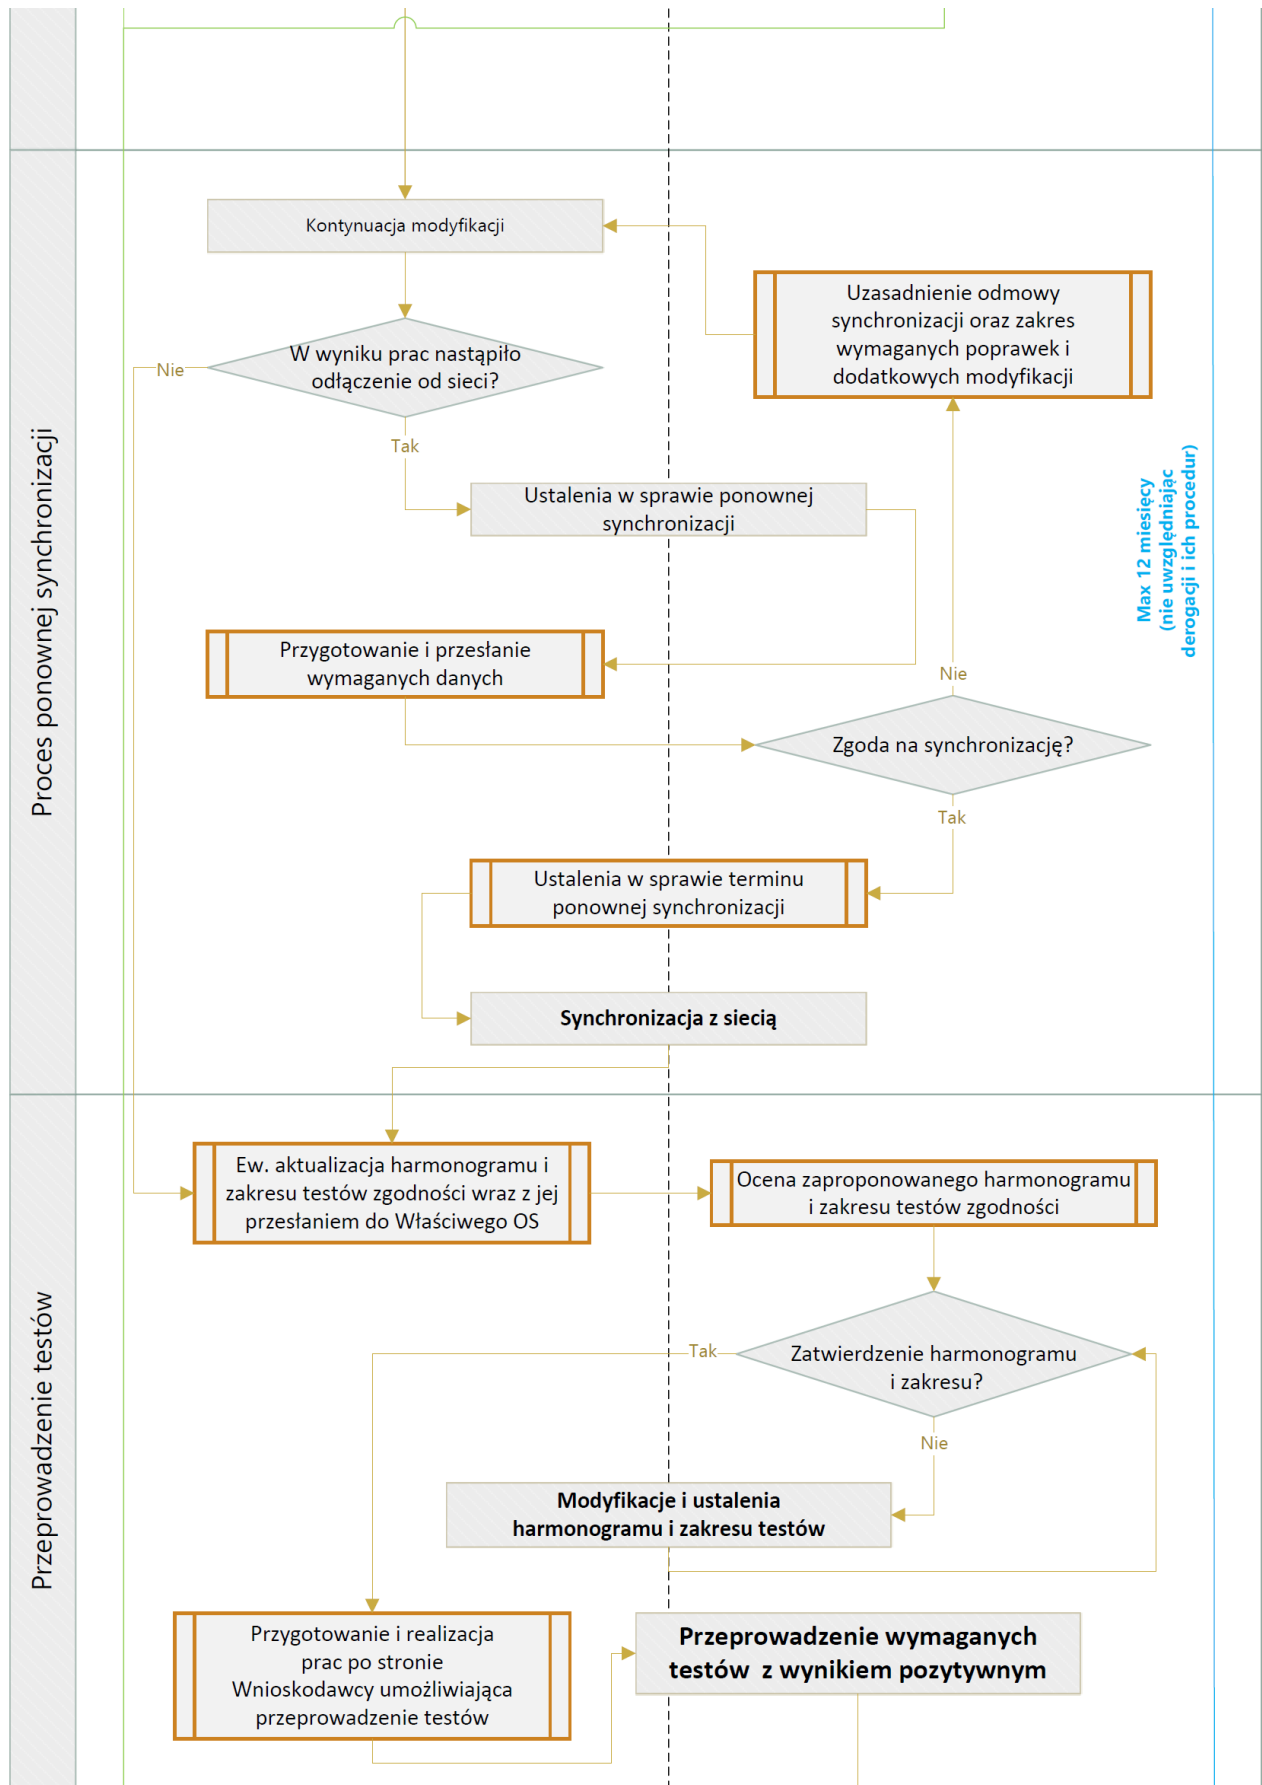 Proces ponownej synchronizacji
Kontynuacja modyfikacji
Uzasadnienie odmowy
synchronizacji oraz zakres
wymaganych poprawek i
dodatkowych modyfikacji
W wyniku prac nastąpiło
odłączenie od sieci?
Nie
Tak
Ustalenia w sprawie ponownej
synchronizacji
Max 12 miesięcy
(nie uwzględniając
derogacji i ich procedur)
Przygotowanie i przesłanie
wymaganych danych
Nie
Zgoda na synchronizację?
Tak
Ustalenia w sprawie terminu
ponownej synchronizacji
Synchronizacja z siecią
Przeprowadzenie testów
Ew. aktualizacja harmonogramu i
zakresu testów zgodności wraz z jej
przesłaniem do Właściwego OS
Ocena zaproponowanego harmonogramu
i zakresu testów zgodności
Tak
Zatwierdzenie harmonogramu
i zakresu?
Nie
Modyfikacje i ustalenia
harmonogramu i zakresu testów
Przygotowanie i realizacja
prac po stronie
Wnioskodawcy umożliwiająca
przeprowadzenie testów
Przeprowadzenie wymaganych
testów z wynikiem pozytywnym